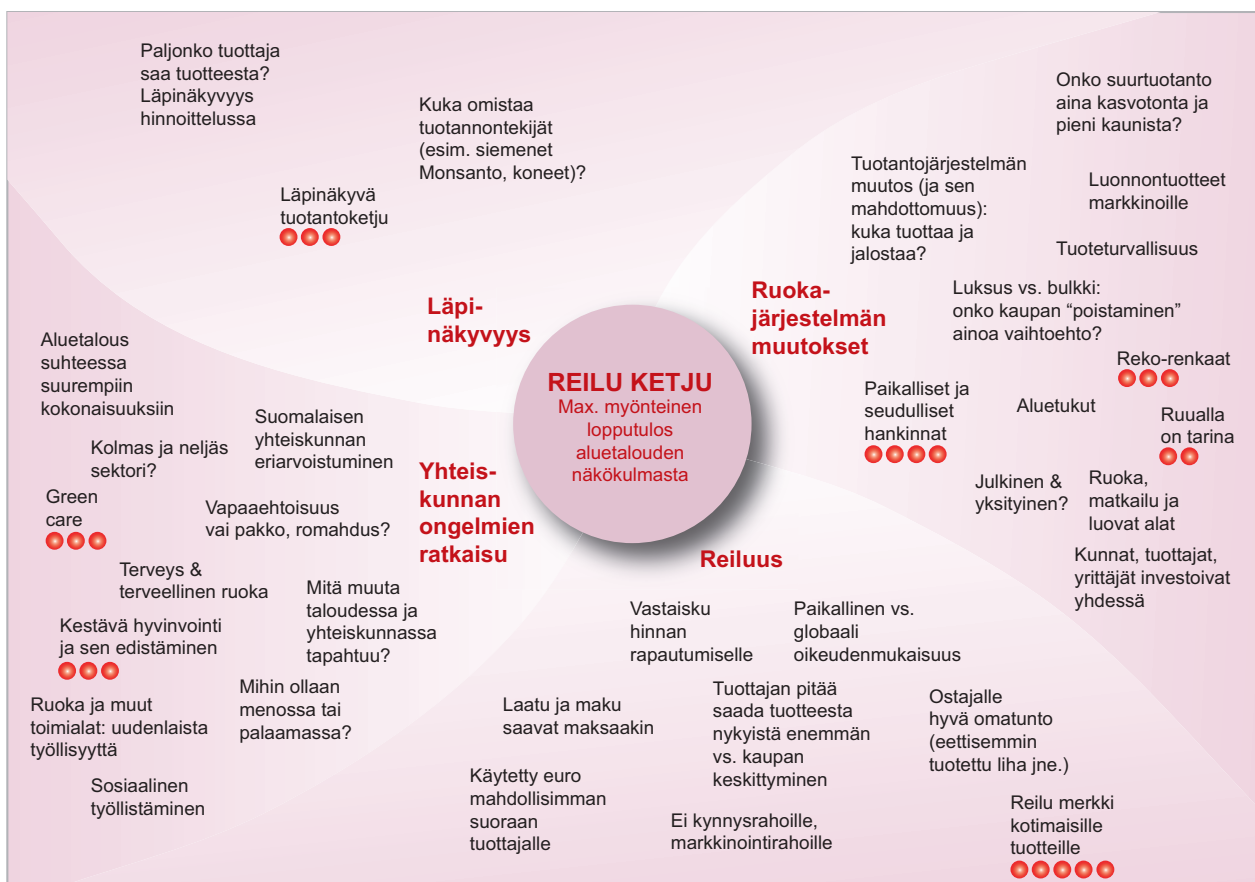 Paljonko tuottaja
saa tuotteesta?
Läpinäkyvyys
hinnoittelussa
Kuka omistaa
tuotannontekijät
(esim. siemenet
Monsanto, koneet)?
Läpinäkyvä
tuotantoketju
Läpi-
näkyvyys
Onko suurtuotanto
aina kasvotonta ja
pieni kaunista?
Tuotantojärjestelmän
muutos (ja sen
mahdottomuus):
kuka tuottaa ja
jalostaa?
Luonnontuotteet
markkinoille
Tuoteturvallisuus
Ruoka-
järjestelmän
muutokset
Luksus vs. bulkki:
onko kaupan “poistaminen”
ainoa vaihtoehto?
Reko-renkaat
Paikalliset ja
seudulliset
hankinnat
Aluetukut
Ruualla
on tarina
Julkinen &
yksityinen?
Ruoka,
matkailu ja
luovat alat
Kunnat, tuottajat,
yrittäjät investoivat
yhdessä
REILU KETJU
Max. myönteinen
lopputulos
aluetalouden
näkökulmasta
Aluetalous
suhteessa
suurempiin
kokonaisuuksiin
Suomalaisen
yhteiskunnan
eriarvoistuminen
Kolmas ja neljäs
sektori?
Yhteis-
kunnan
ongelmien
ratkaisu
Green
care
Vapaaehtoisuus
vai pakko, romahdus?
Terveys &
terveellinen ruoka
Mitä muuta
taloudessa ja
yhteiskunnassa
tapahtuu?
Kestävä hyvinvointi
ja sen edistäminen
Mihin ollaan
menossa tai
palaamassa?
Ruoka ja muut
toimialat: uudenlaista
työllisyyttä
Sosiaalinen
työllistäminen
Reiluus
Vastaisku
hinnan
rapautumiselle
Paikallinen vs.
globaali
oikeudenmukaisuus
Laatu ja maku
saavat maksaakin
Tuottajan pitää
saada tuotteesta
nykyistä enemmän
vs. kaupan
keskittyminen
Ostajalle
hyvä omatunto
(eettisemmin
tuotettu liha jne.)
Käytetty euro
mahdollisimman
suoraan
tuottajalle
Ei kynnysrahoille,
markkinointirahoille
Reilu merkki
kotimaisille
tuotteille